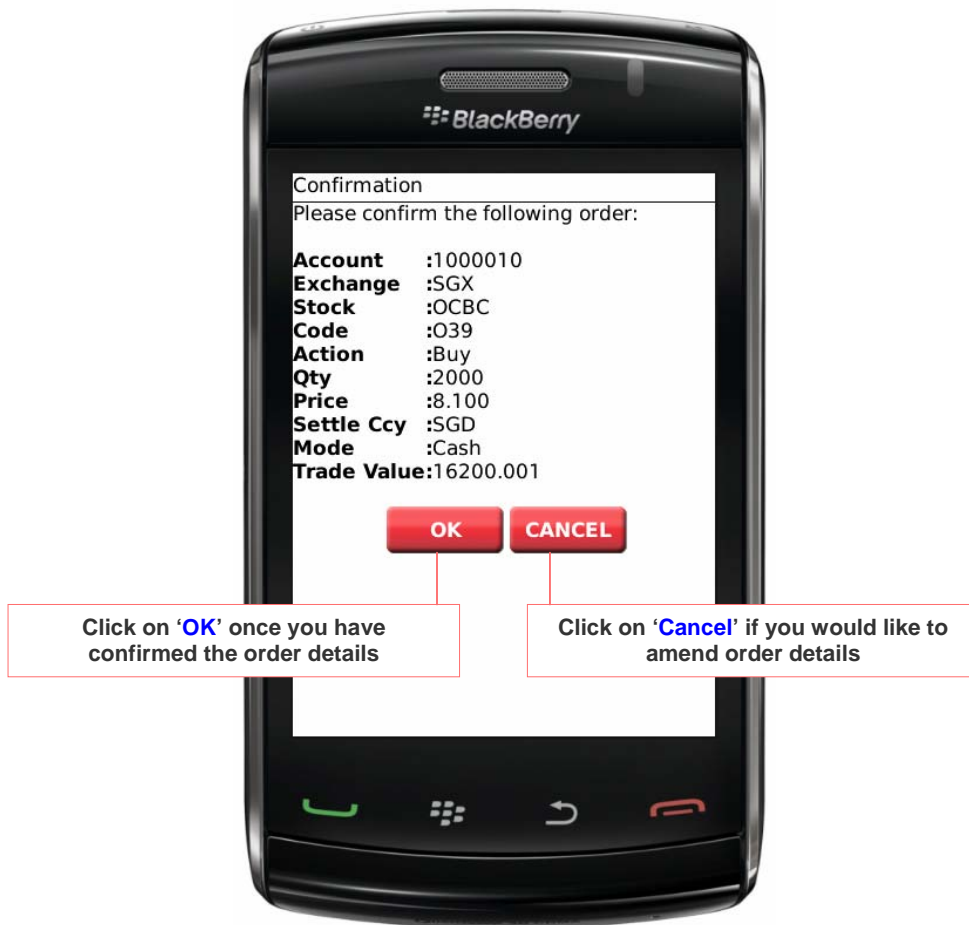 BlackBerry
Confirmation
Please confirm the following order:
Account :1000010
Exchange :SGX
Stock :OCBC
Code :O39
Action :Buy
Qty :2000
Price :8.100
Settle Ccy :SGD
Mode :Cash
Trade Value:16200.001
OK CANCEL
Click on ‘OK’ once you have
confirmed the order details
Click on ‘Cancel’ if you would like to
amend order details